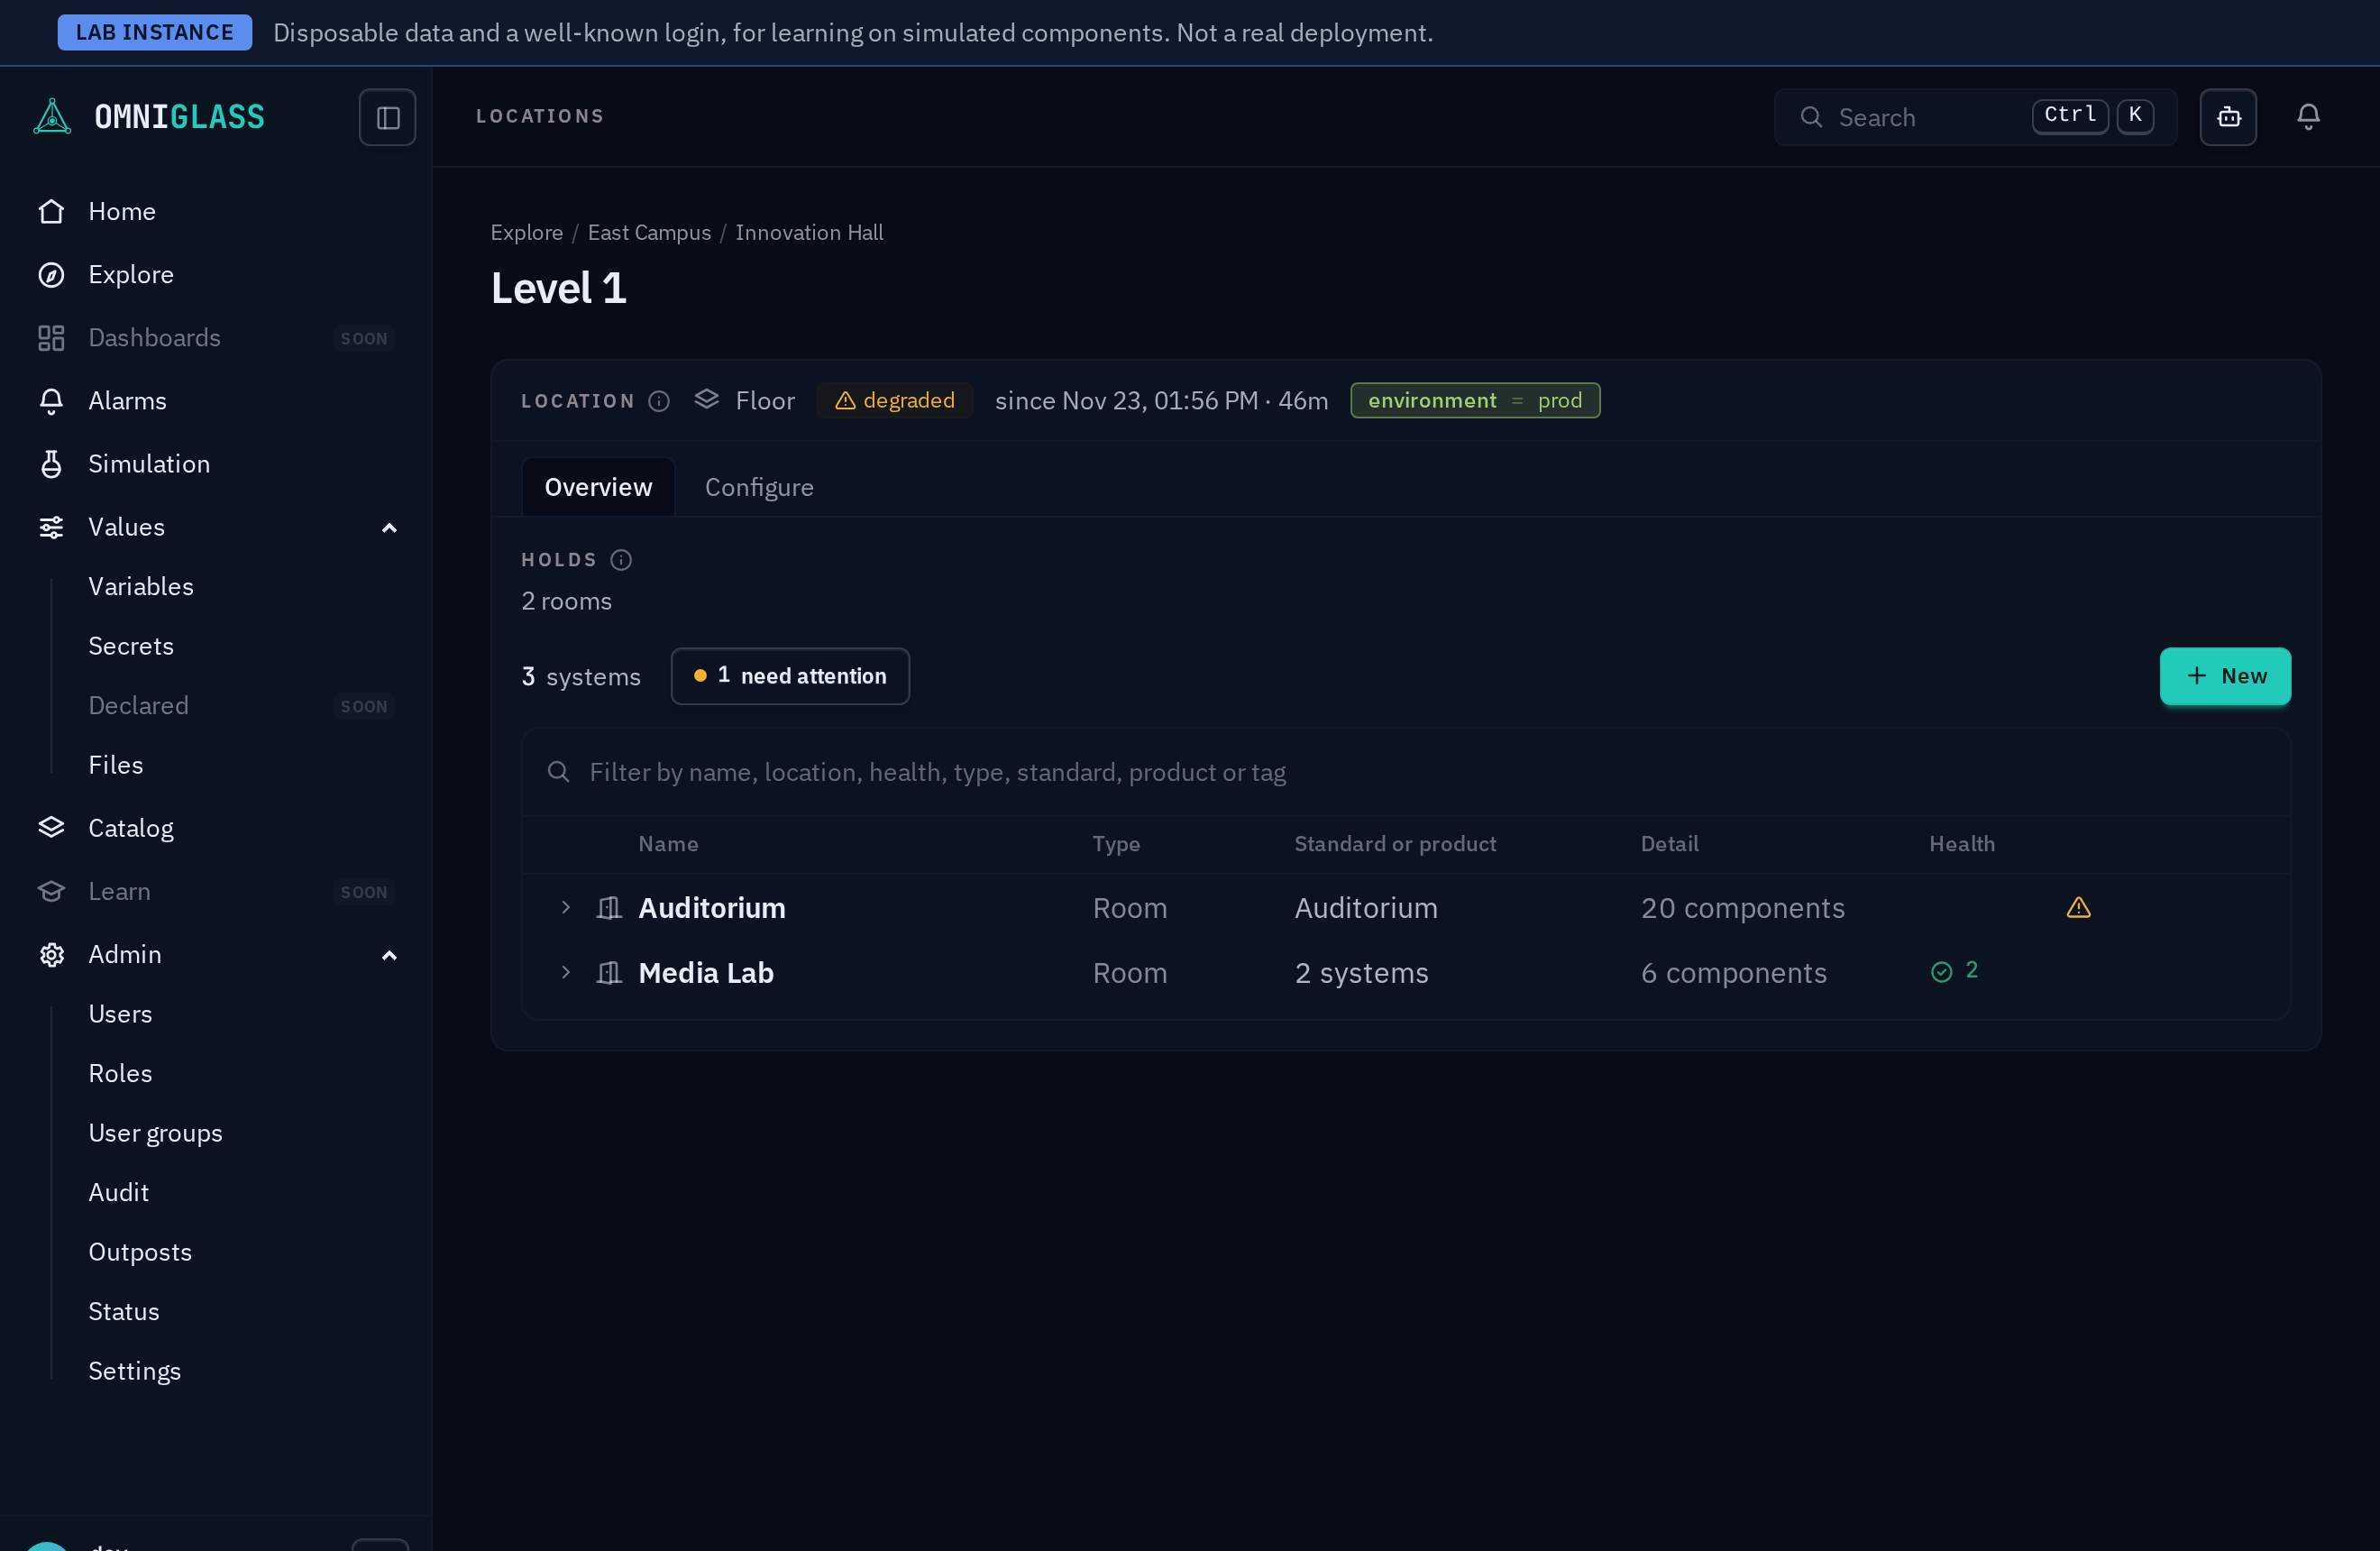 LAB INSTANCE Disposable data and a well-known login, for learning on simulated components. Not a real deployment.
OMNIGLASS
LOCATIONS
Search Ctrl K
Home
Explore
Dashboards SOON
Alarms
Simulation
Values
Variables
Secrets
Declared SOON
Files
Catalog
Learn SOON
Admin
Users
Roles
User groups
Audit
Outposts
Status
Settings
Explore / East Campus / Innovation Hall
Level 1
LOCATION Floor degraded since Nov 23, 01:56 PM · 46m environment = prod
Overview Configure
HOLDS
2 rooms
3 systems 1 need attention New
Filter by name, location, health, type, standard, product or tag
Name Type Standard or product Detail Health
Auditorium Room Auditorium 20 components
Media Lab Room 2 systems 6 components 2